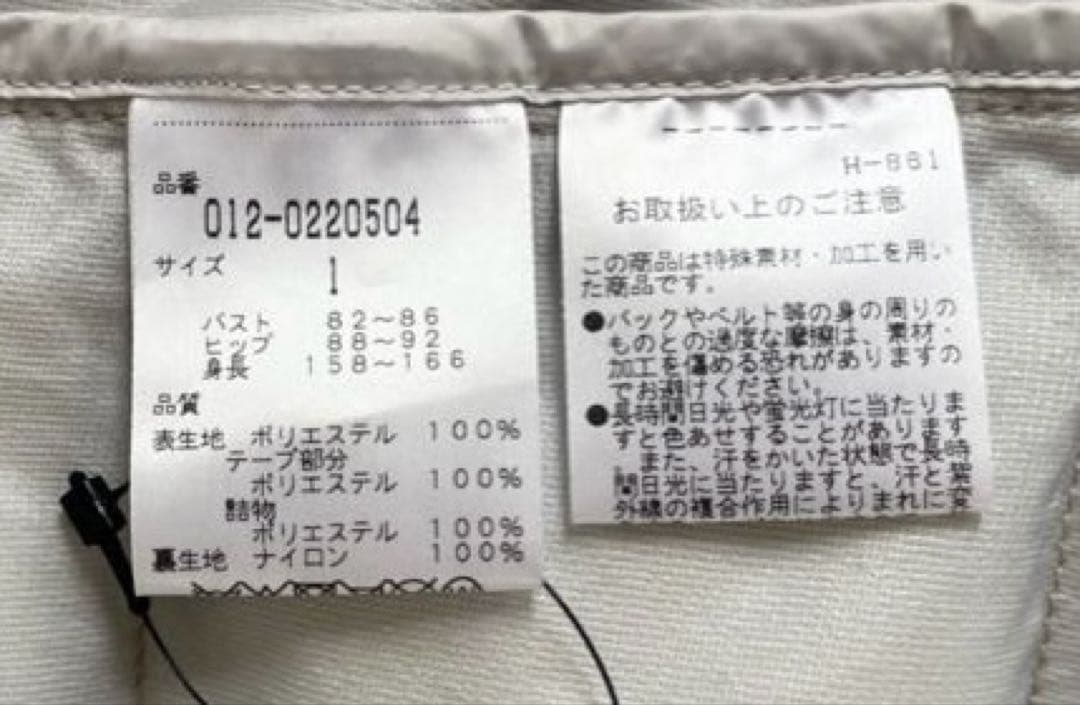 品番
012-0220504
サイズ 1
バスト 82〜86
ヒップ 88〜92
身長 158〜166
品質
表生地 ポリエステル 100%
テープ部分
ポリエステル 100%
詰物
ポリエステル 100%
裏生地 ナイロン 100%
H-881
お取扱い上のご注意
この商品は特殊素材・加工を用い
た商品です。
●バックやベルト等の身の周りの
ものとの過度な摩擦は、素材・
加工を傷める恐れがありますの
でお避けください。
●長時間日光や蛍光灯に当たりま
すと色あせすることがあります
。また、汗をかいた状態で長時
間日光に当たりますと、汗と紫
外線の複合作用によりまれに変